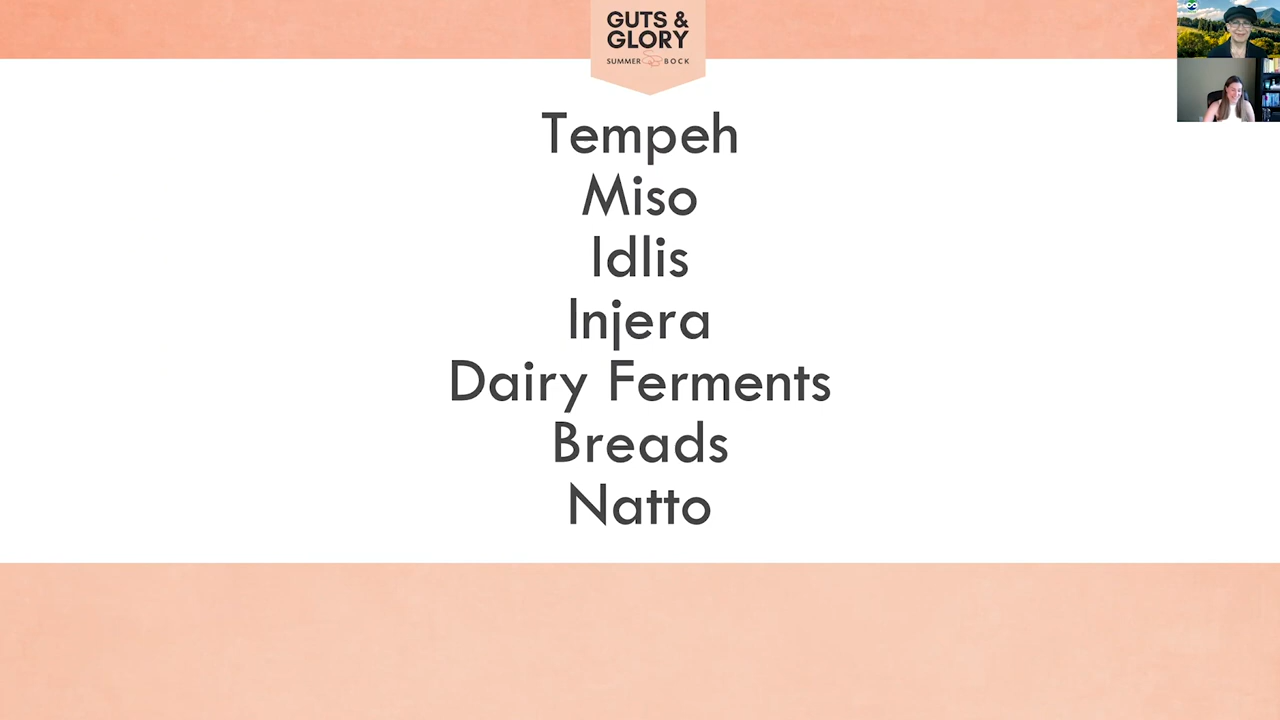 GUTS &
GLORY
SUMMER BOCK
Tempeh
Miso
Idlis
Injera
Dairy Ferments
Breads
Natto